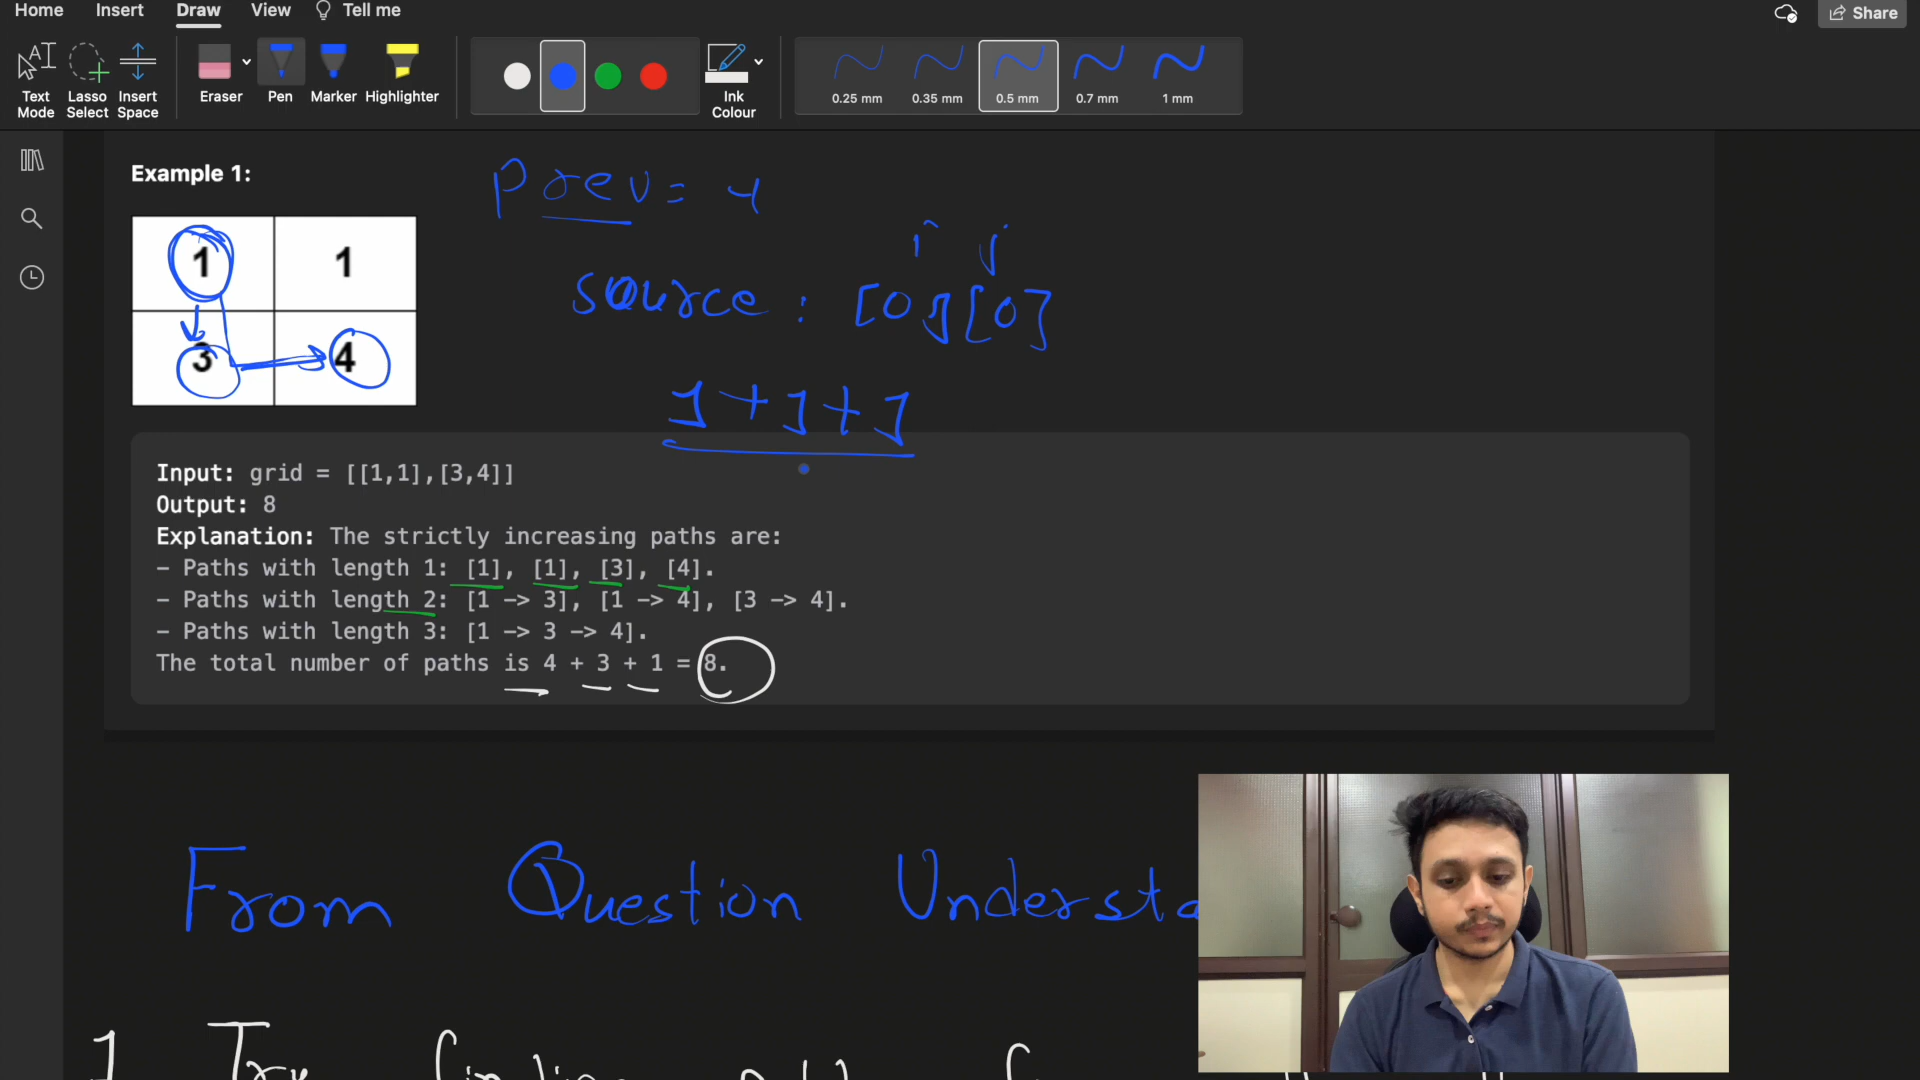 Home Insert Draw View Tell me Share
Text Mode Lasso Select Insert Space Eraser Pen Marker Highlighter Ink Colour 0.25 mm 0.35 mm 0.5 mm 0.7 mm 1 mm
Example 1:
prev = 4
1 1
3 4
i j
source : [0][0]
1 + 1 + 1
Input: grid = [[1,1],[3,4]]
Output: 8
Explanation: The strictly increasing paths are:
- Paths with length 1: [1], [1], [3], [4].
- Paths with length 2: [1 -> 3], [1 -> 4], [3 -> 4].
- Paths with length 3: [1 -> 3 -> 4].
The total number of paths is 4 + 3 + 1 = 8.
From Question Understa
1 Try